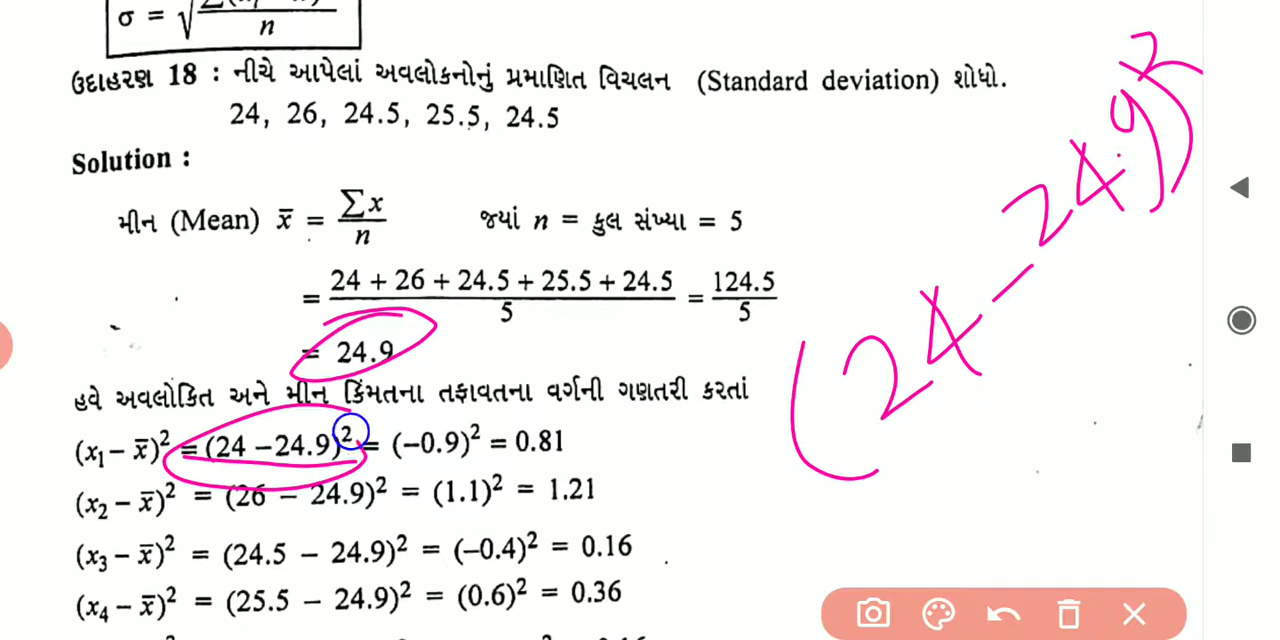 σ = √ n
ઉદાહરણ 18 : નીચે આપેલાં અવલોકનોનું પ્રમાણિત વિચલન (Standard deviation) શોધો.
24, 26, 24.5, 25.5, 24.5
Solution :
મીન (Mean) x̄ = ∑x / n જ્યાં n = કુલ સંખ્યા = 5
= 24 + 26 + 24.5 + 25.5 + 24.5 / 5 = 124.5 / 5
= 24.9
હવે અવલોકિત અને મીન કિંમતના તફાવતના વર્ગની ગણતરી કરતાં
(x₁ – x̄)² = (24 – 24.9)² = (–0.9)² = 0.81
(x₂ – x̄)² = (26 – 24.9)² = (1.1)² = 1.21
(x₃ – x̄)² = (24.5 – 24.9)² = (–0.4)² = 0.16
(x₄ – x̄)² = (25.5 – 24.9)² = (0.6)² = 0.36
(24 – 24.9)²